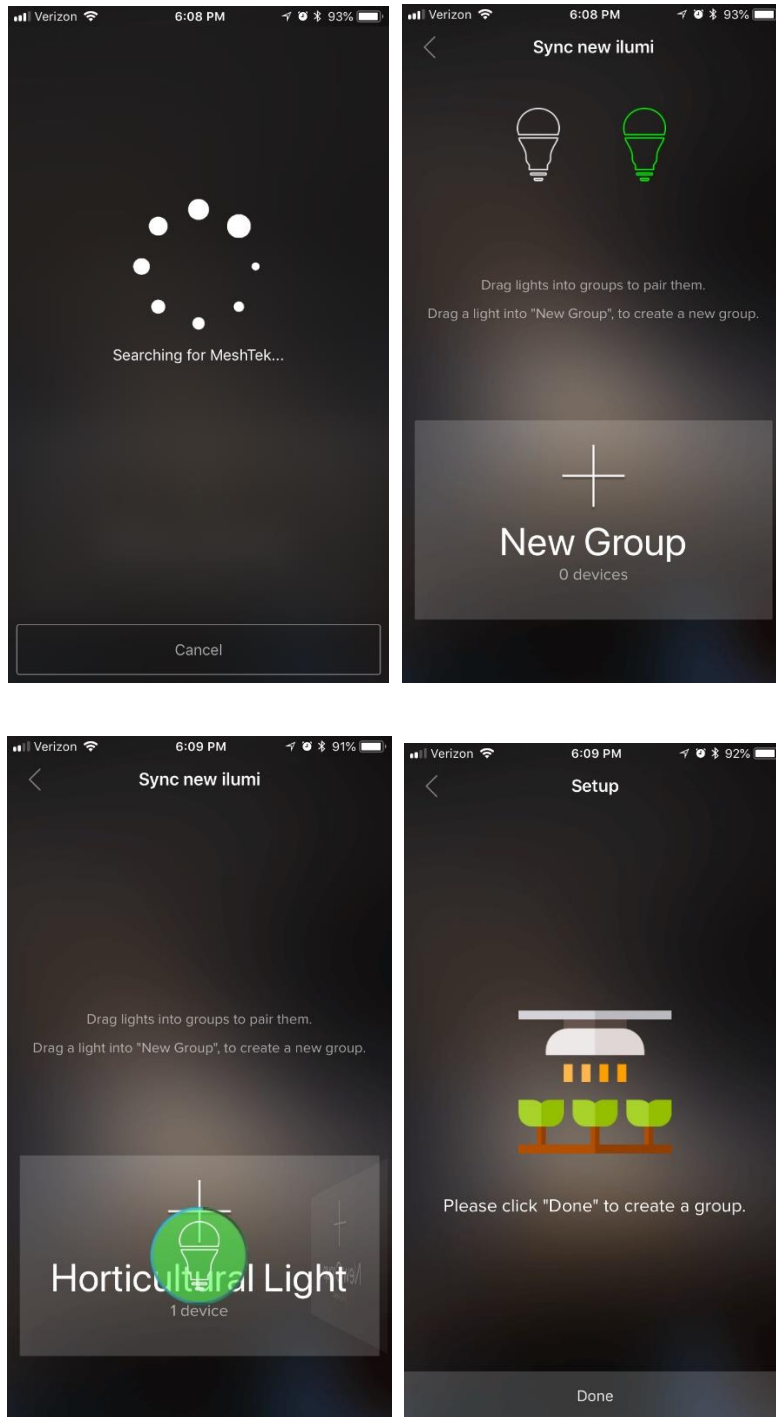 Verizon 6:08 PM 93%
Searching for MeshTek...
Cancel
Verizon 6:08 PM 93%
Sync new ilumi
Drag lights into groups to pair them.
Drag a light into "New Group", to create a new group.
New Group
0 devices
Verizon 6:09 PM 91%
Sync new ilumi
Drag lights into groups to pair them.
Drag a light into "New Group", to create a new group.
Horticultural Light
1 device
Verizon 6:09 PM 92%
Setup
Please click "Done" to create a group.
Done